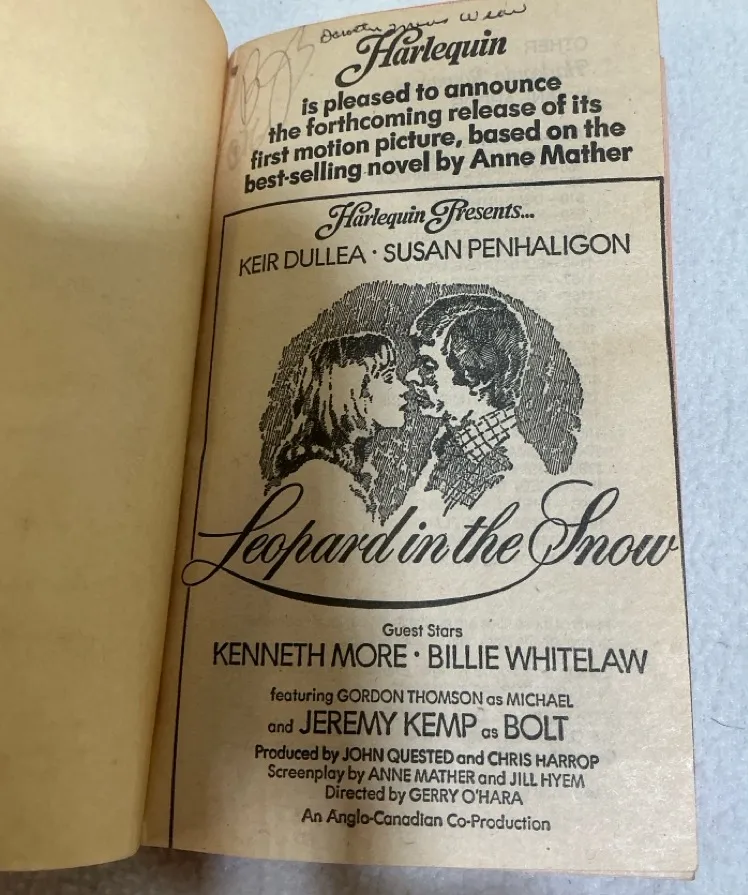 Harlequin
is pleased to announce
the forthcoming release of its
first motion picture, based on the
best-selling novel by Anne Mather
Harlequin Presents...
KEIR DULLEA · SUSAN PENHALIGON
Leopard in the Snow
Guest Stars
KENNETH MORE · BILLIE WHITELAW
featuring GORDON THOMSON as MICHAEL
and JEREMY KEMP as BOLT
Produced by JOHN QUESTED and CHRIS HARROP
Screenplay by ANNE MATHER and JILL HYEM
Directed by GERRY O'HARA
An Anglo-Canadian Co-Production